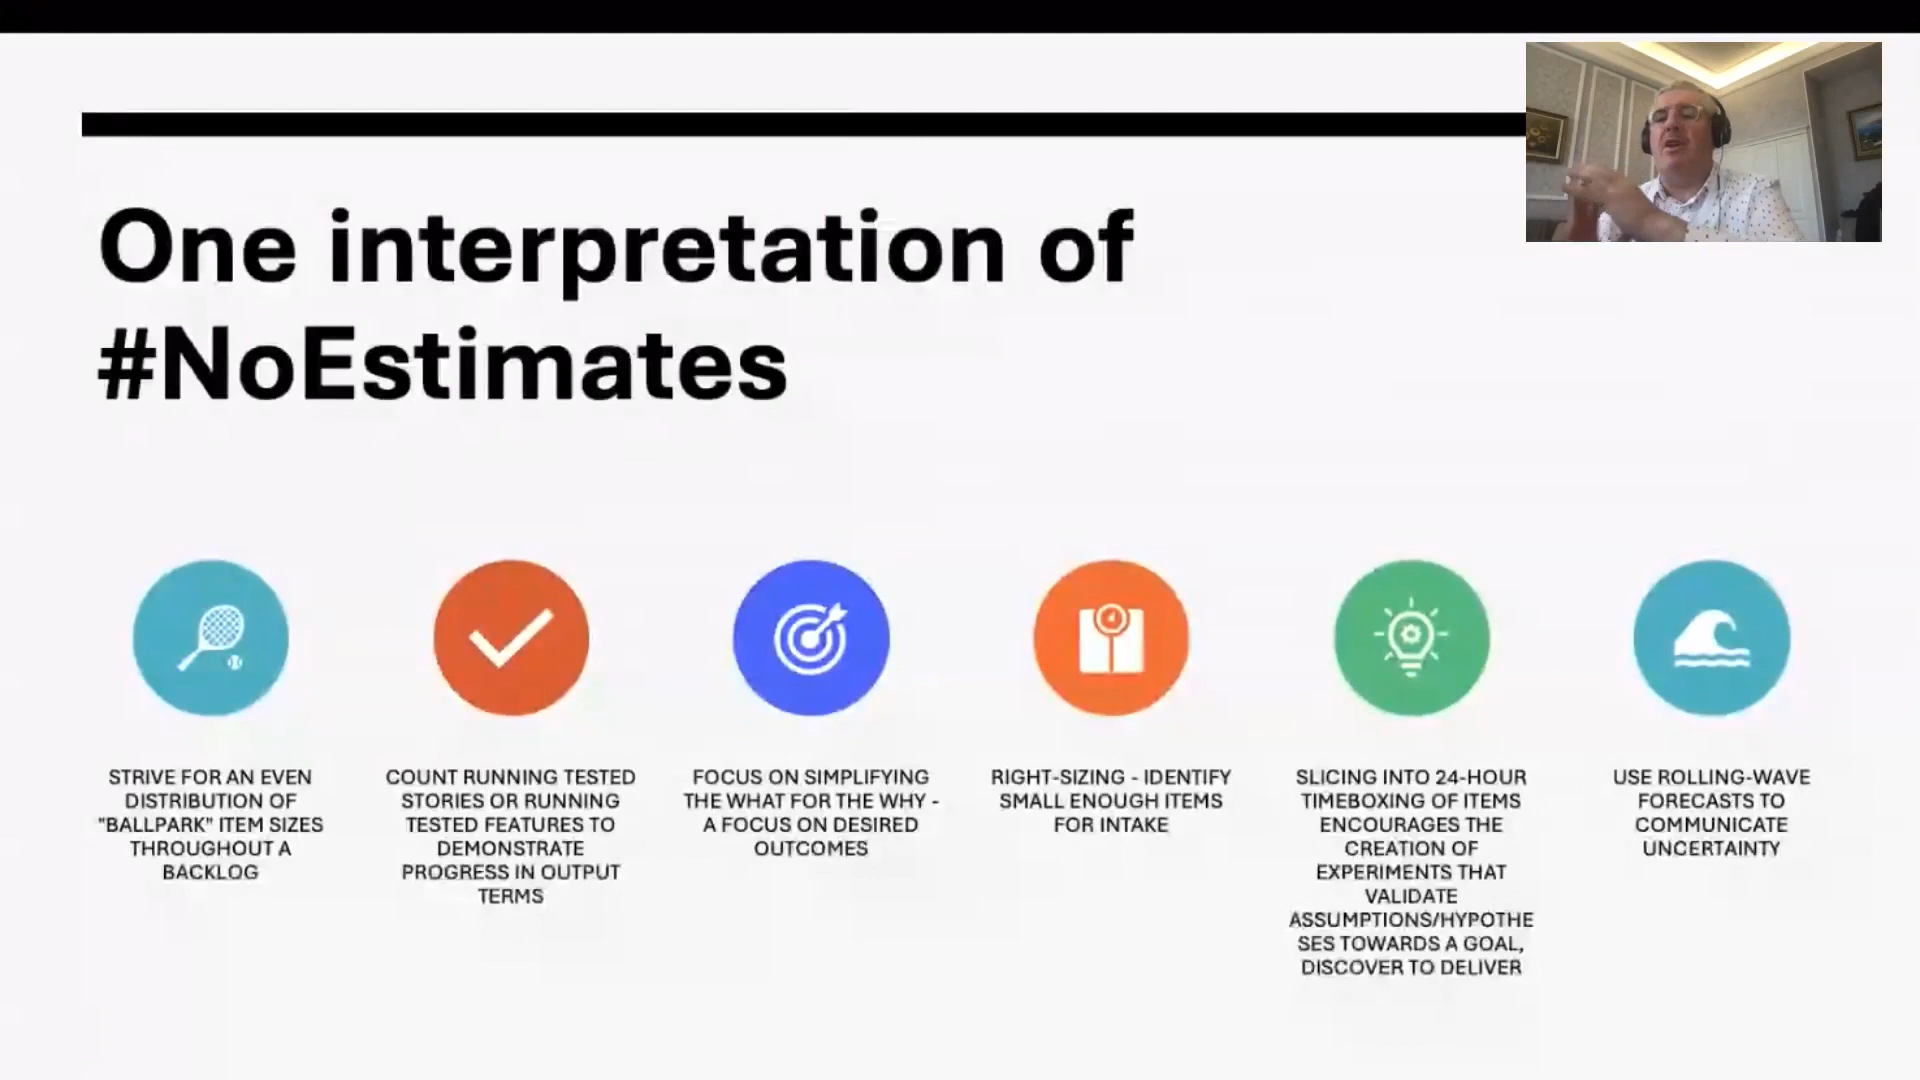 One interpretation of
#NoEstimates
STRIVE FOR AN EVEN
DISTRIBUTION OF
"BALLPARK" ITEM SIZES
THROUGHOUT A
BACKLOG
COUNT RUNNING TESTED
STORIES OR RUNNING
TESTED FEATURES TO
DEMONSTRATE
PROGRESS IN OUTPUT
TERMS
FOCUS ON SIMPLIFYING
THE WHAT FOR THE WHY -
A FOCUS ON DESIRED
OUTCOMES
RIGHT-SIZING - IDENTIFY
SMALL ENOUGH ITEMS
FOR INTAKE
SLICING INTO 24-HOUR
TIMEBOXING OF ITEMS
ENCOURAGES THE
CREATION OF
EXPERIMENTS THAT
VALIDATE
ASSUMPTIONS/HYPOTHE
SES TOWARDS A GOAL,
DISCOVER TO DELIVER
USE ROLLING-WAVE
FORECASTS TO
COMMUNICATE
UNCERTAINTY